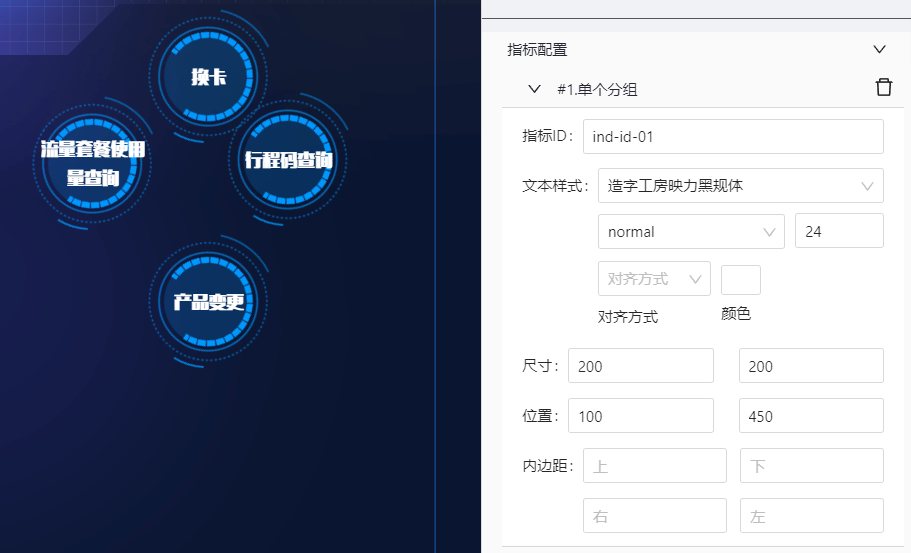 换卡
流量套餐使用
量查询
行程码查询
产品变更
指标配置
#1.单个分组
指标ID: ind-id-01
文本样式: 造字工房映力黑规体
normal 24
对齐方式
对齐方式 颜色
尺寸: 200 200
位置: 100 450
内边距: 上 下
右 左